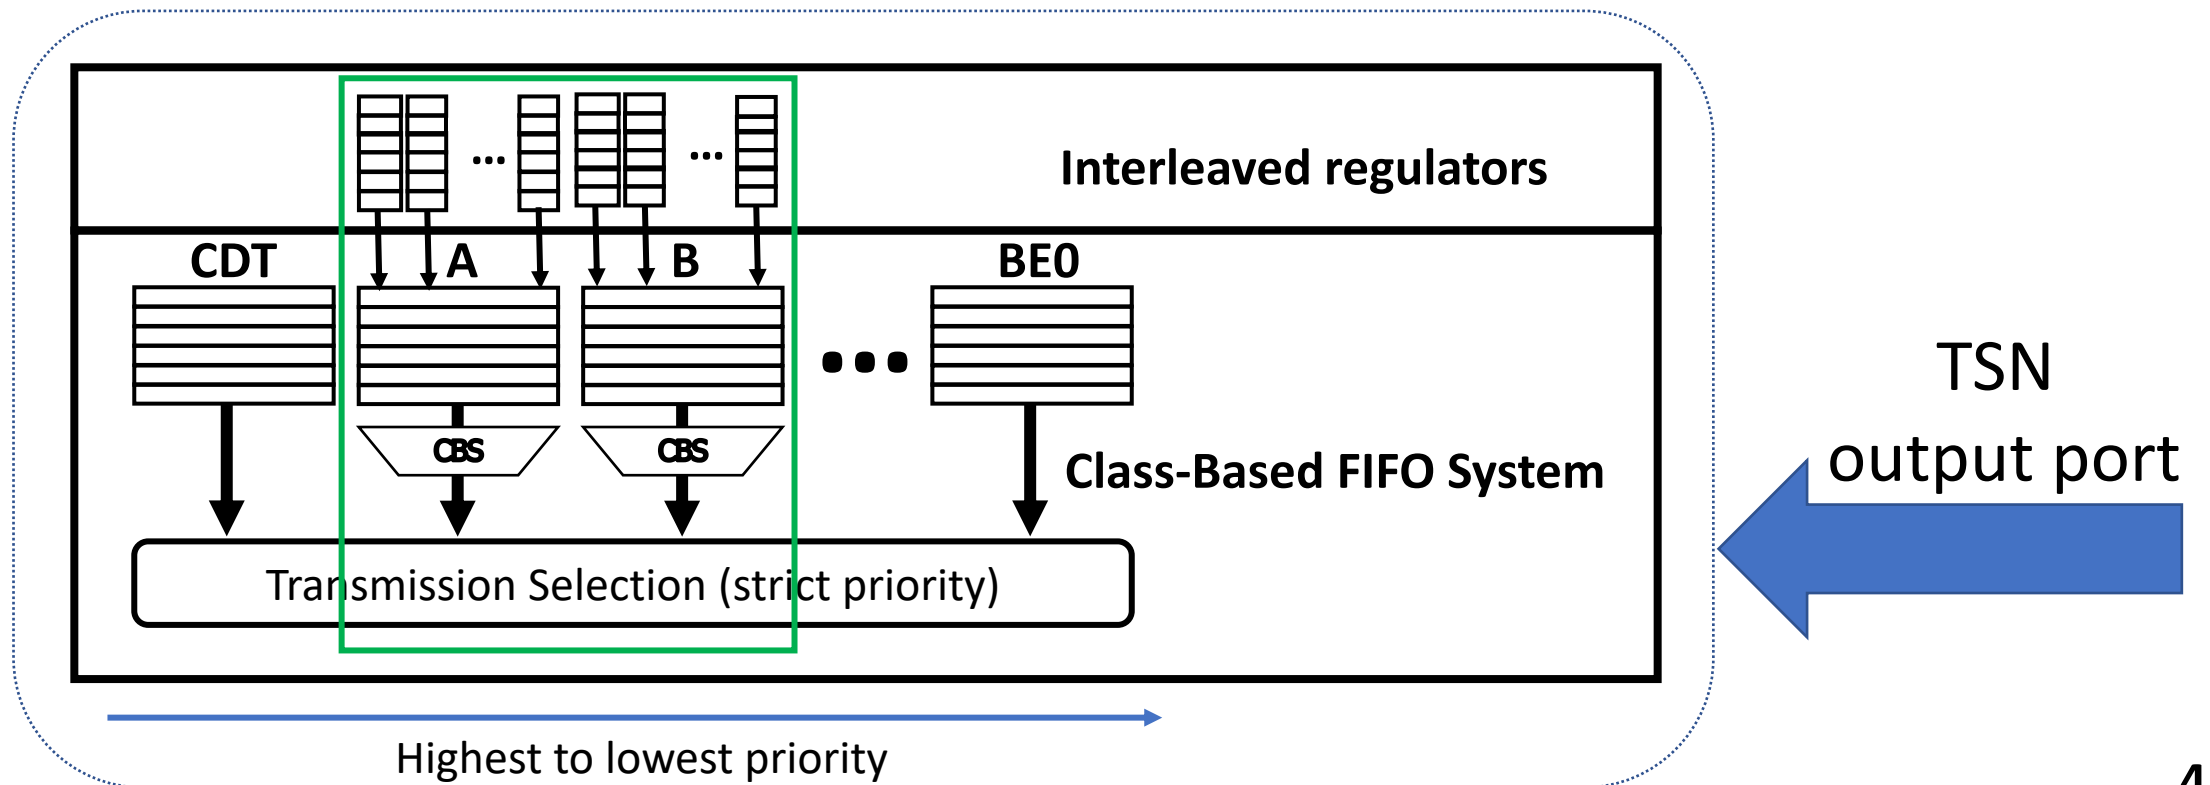 ...
...
Interleaved regulators
CDT
A
B
BE0
...
CBS
CBS
Class-Based FIFO System
Transmission Selection (strict priority)
Highest to lowest priority
TSN
output port
4